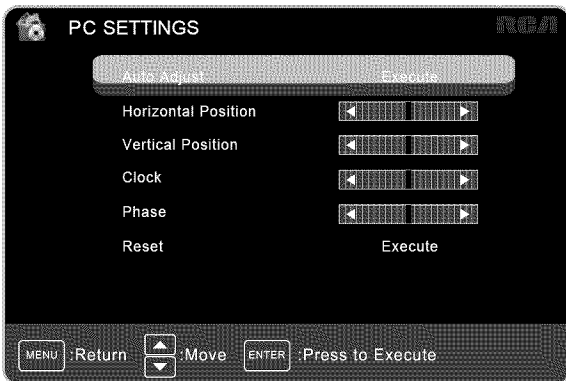 PC SETTINGS RCA
Auto Adjust Execute
Horizontal Position
Vertical Position
Clock
Phase
Reset Execute
MENU :Return :Move ENTER :Press to Execute